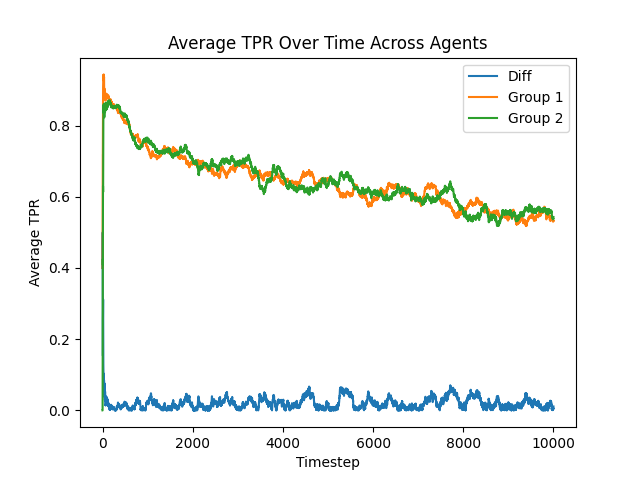 Average TPR Over Time Across Agents
Diff
Group 1
Group 2
Average TPR
0.8
0.6
0.4
0.2
0.0
0
2000
4000
6000
8000
10000
Timestep